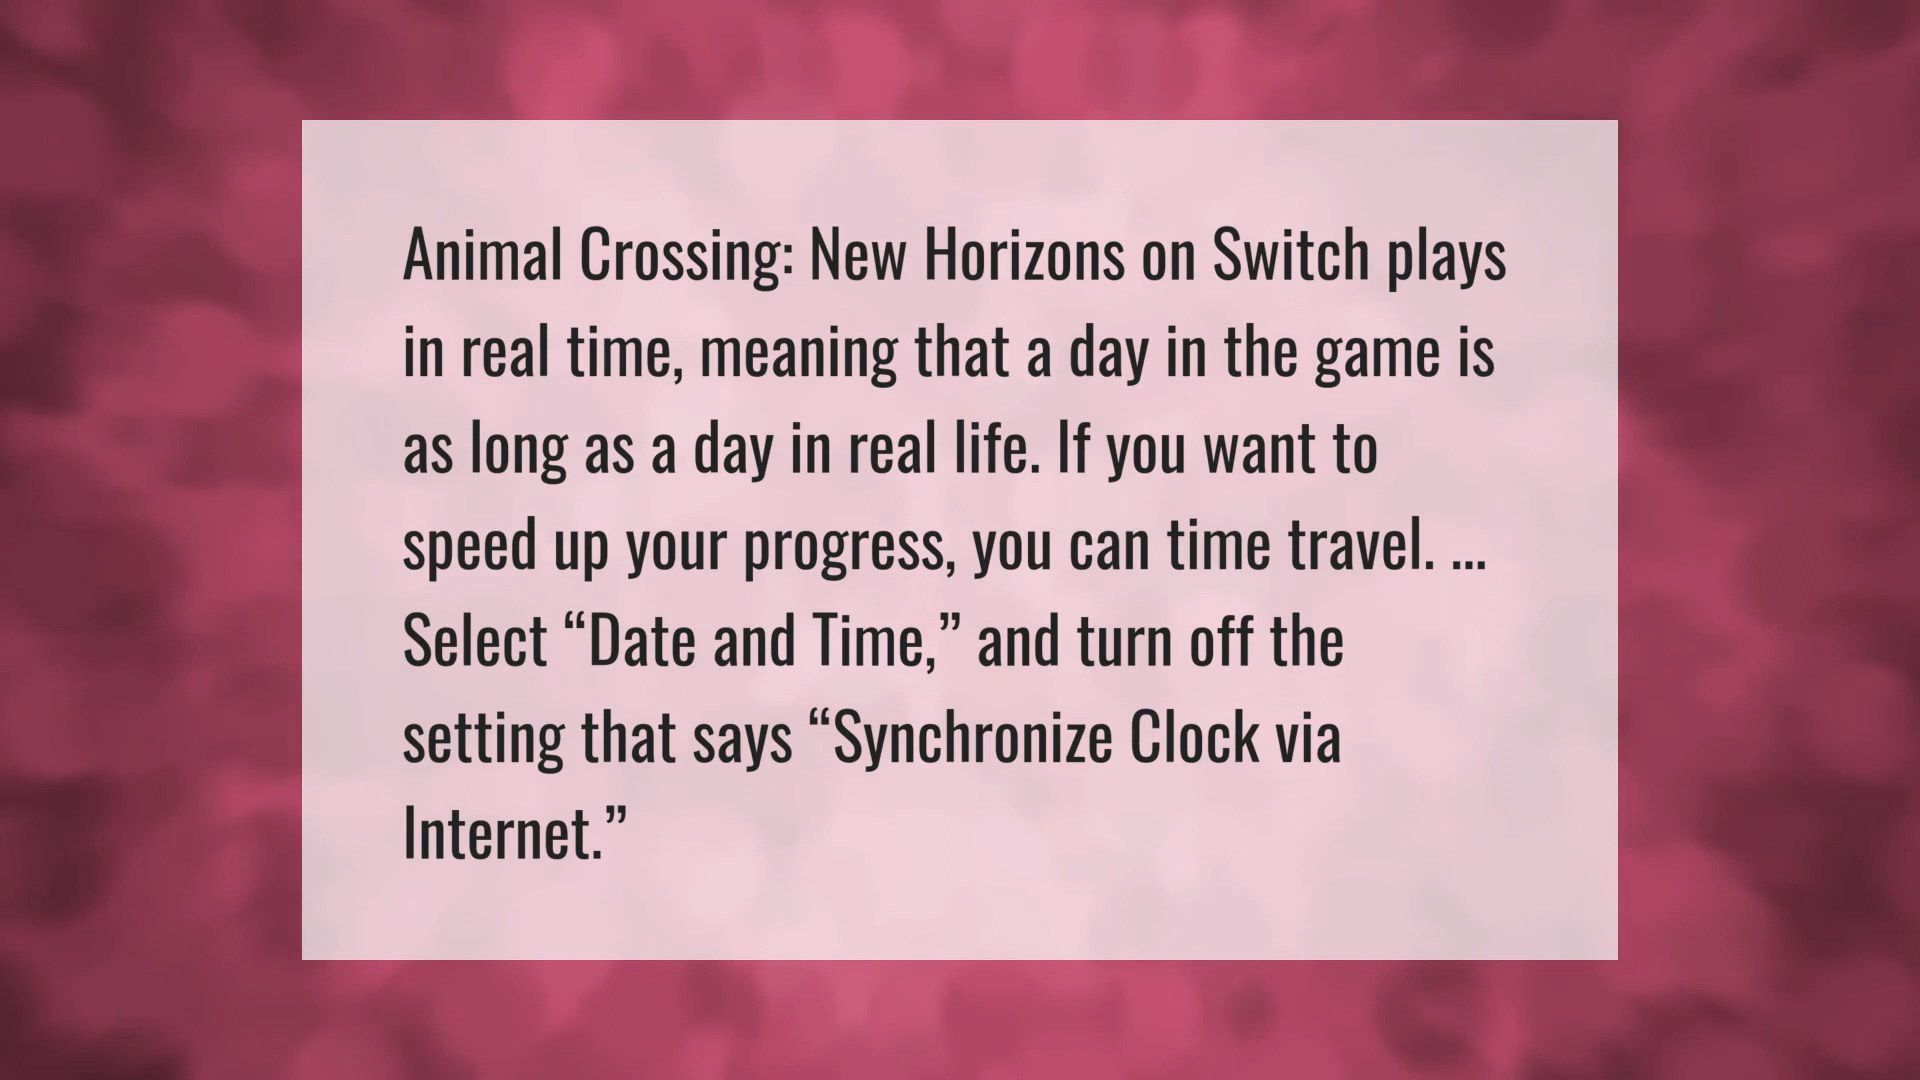 Animal Crossing: New Horizons on Switch plays
in real time, meaning that a day in the game is
as long as a day in real life. If you want to
speed up your progress, you can time travel. ...
Select “Date and Time,” and turn off the
setting that says “Synchronize Clock via
Internet.”